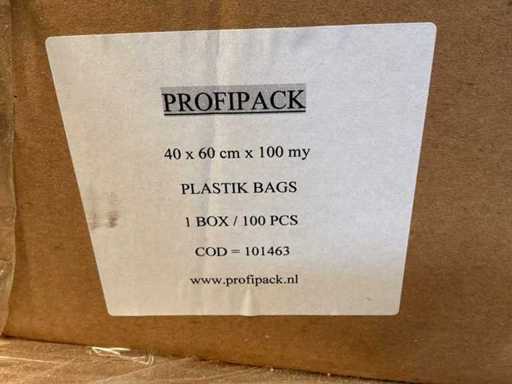 PROFIPACK
40 x 60 cm x 100 my
PLASTIK BAGS
1 BOX / 100 PCS
COD = 101463
www.profipack.nl